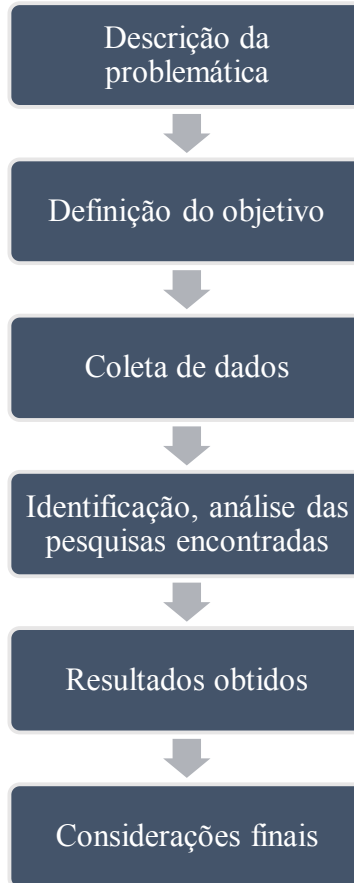 Descrição da
problemática
Definição do objetivo
Coleta de dados
Identificação, análise das
pesquisas encontradas
Resultados obtidos
Considerações finais